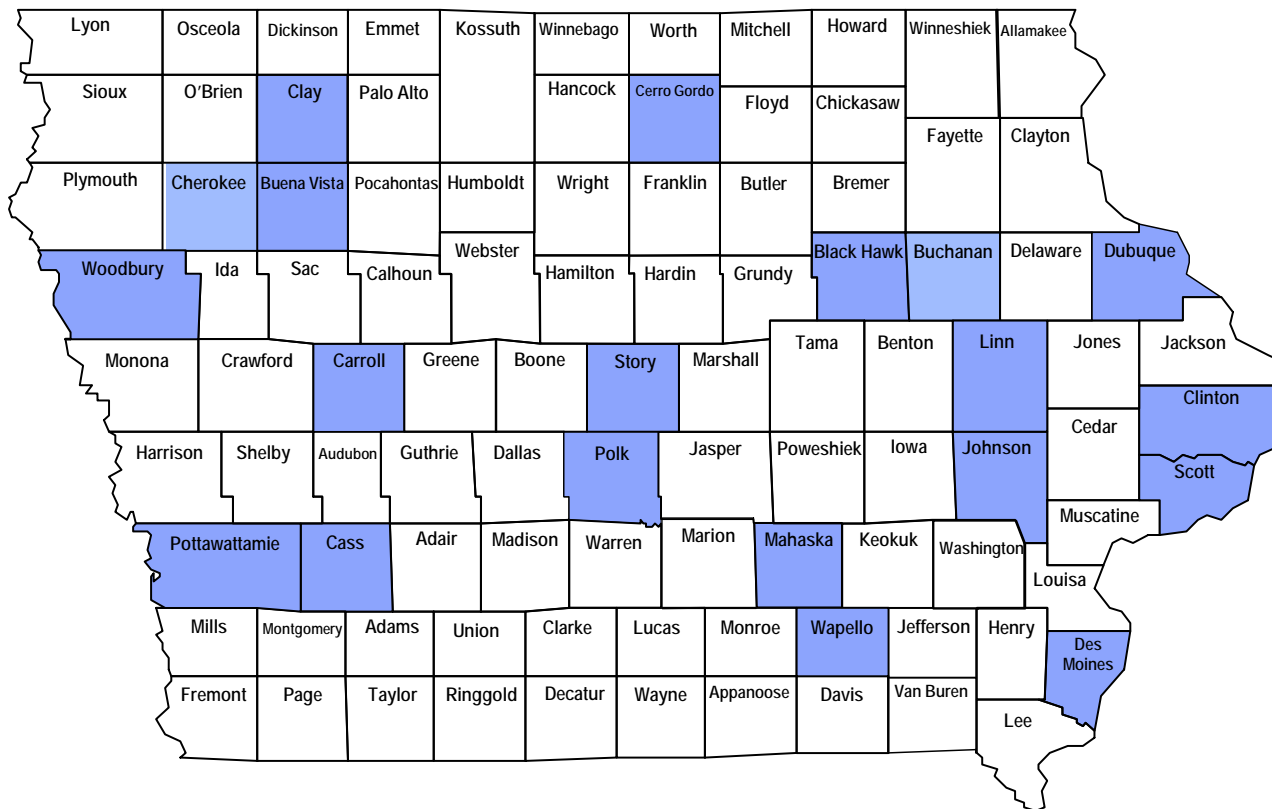 Lyon
Osceola
Dickinson
Emmet
Kossuth
Winnebago
Worth
Mitchell
Howard
Winneshiek
Allamakee
Sioux
O'Brien
Clay
Palo Alto
Hancock
Cerro Gordo
Floyd
Chickasaw
Fayette
Clayton
Plymouth
Cherokee
Buena Vista
Pocahontas
Humboldt
Wright
Franklin
Butler
Bremer
Woodbury
Ida
Sac
Calhoun
Webster
Hamilton
Hardin
Grundy
Black Hawk
Buchanan
Delaware
Dubuque
Monona
Crawford
Carroll
Greene
Boone
Story
Marshall
Tama
Benton
Linn
Jones
Jackson
Clinton
Harrison
Shelby
Audubon
Guthrie
Dallas
Polk
Jasper
Poweshiek
Iowa
Johnson
Cedar
Scott
Muscatine
Pottawattamie
Cass
Adair
Madison
Warren
Marion
Mahaska
Keokuk
Washington
Louisa
Mills
Montgomery
Adams
Union
Clarke
Lucas
Monroe
Wapello
Jefferson
Henry
Des
Moines
Fremont
Page
Taylor
Ringgold
Decatur
Wayne
Appanoose
Davis
Van Buren
Lee